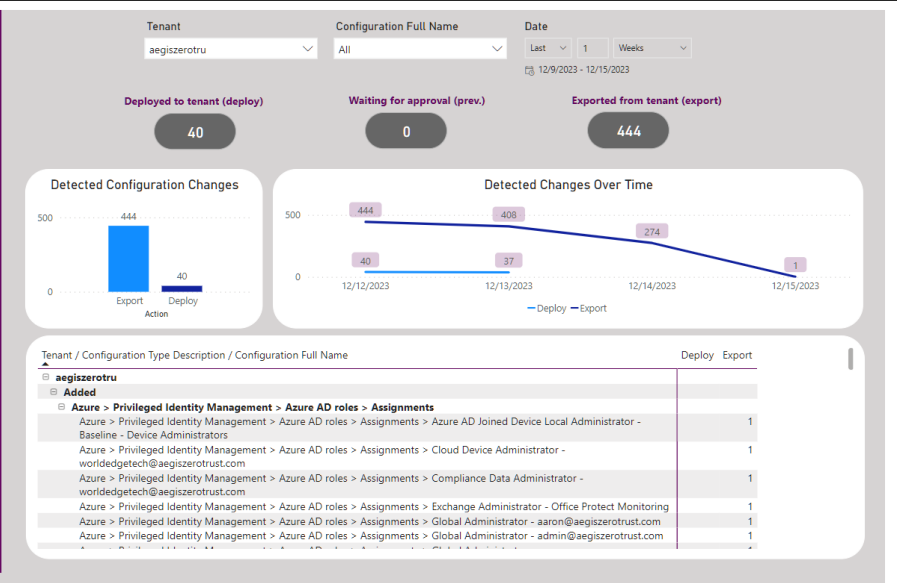 Tenant
Configuration Full Name
Date
aegiszerotru
All
Last
1
Weeks
12/9/2023 - 12/15/2023
Deployed to tenant (deploy)
Waiting for approval (prev.)
Exported from tenant (export)
40
0
444
Detected Configuration Changes
500
444
40
0
Export
Deploy
Action
Detected Changes Over Time
500
444
408
274
40
37
1
0
12/12/2023
12/13/2023
12/14/2023
12/15/2023
Deploy
Export
Tenant / Configuration Type Description / Configuration Full Name
Deploy
Export
aegiszerotru
Added
Azure > Privileged Identity Management > Azure AD roles > Assignments
Azure > Privileged Identity Management > Azure AD roles > Assignments > Azure AD Joined Device Local Administrator -
Baseline - Device Administrators
1
Azure > Privileged Identity Management > Azure AD roles > Assignments > Cloud Device Administrator -
worldedgetech@aegiszerotrust.com
1
Azure > Privileged Identity Management > Azure AD roles > Assignments > Compliance Data Administrator -
worldedgetech@aegiszerotrust.com
1
Azure > Privileged Identity Management > Azure AD roles > Assignments > Exchange Administrator - Office Protect Monitoring
1
Azure > Privileged Identity Management > Azure AD roles > Assignments > Global Administrator - aaron@aegiszerotrust.com
1
Azure > Privileged Identity Management > Azure AD roles > Assignments > Global Administrator - admin@aegiszerotrust.com
1